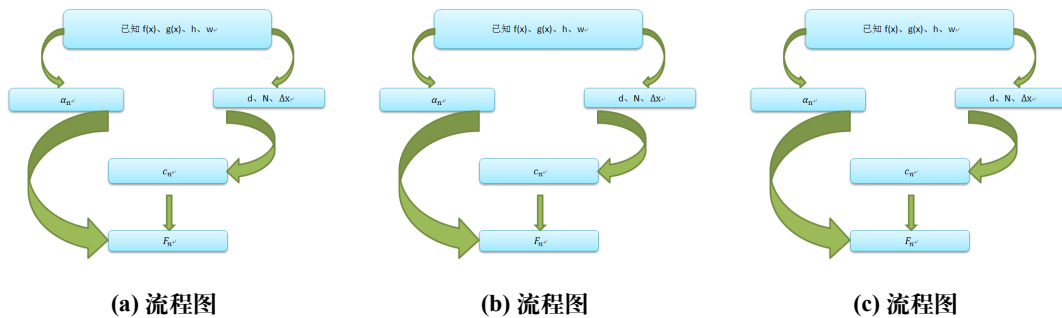 已知 f(x)、g(x)、h、w
αₙ
d、N、Δx
cₙ
Fₙ
(a) 流程图
已知 f(x)、g(x)、h、w
αₙ
d、N、Δx
cₙ
Fₙ
(b) 流程图
已知 f(x)、g(x)、h、w
αₙ
d、N、Δx
cₙ
Fₙ
(c) 流程图